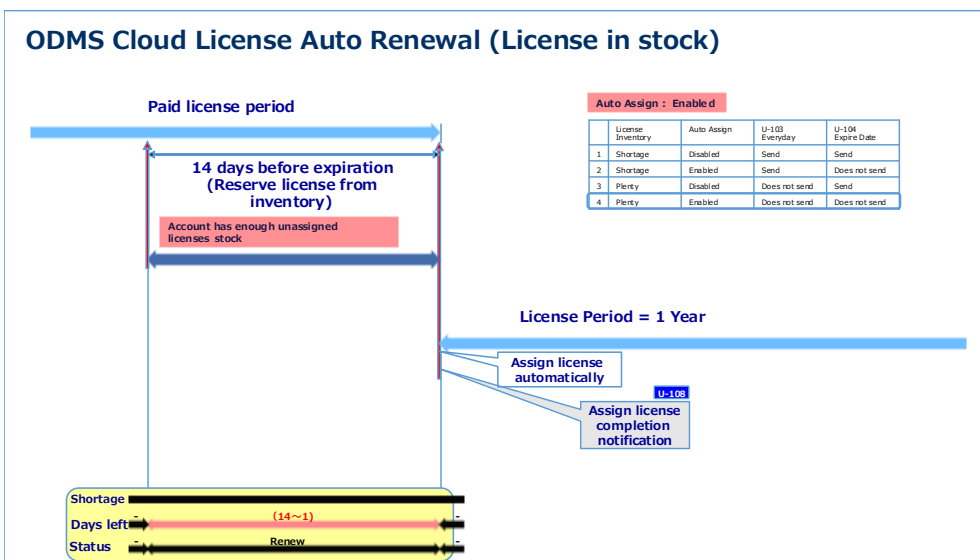 ODMS Cloud License Auto Renewal (License in stock)
Paid license period
14 days before expiration
(Reserve license from
inventory)
Account has enough unassigned
licenses stock
Auto Assign : Enabled
License Inventory Auto Assign U-103 Everyday U-104 Expire Date
1 Shortage Disabled Send Send
2 Shortage Enabled Send Does not send
3 Plenty Disabled Does not send Send
4 Plenty Enabled Does not send Does not send
License Period = 1 Year
Assign license
automatically
U-108
Assign license
completion
notification
Shortage
Days left - (14～1) -
Status - Renew -